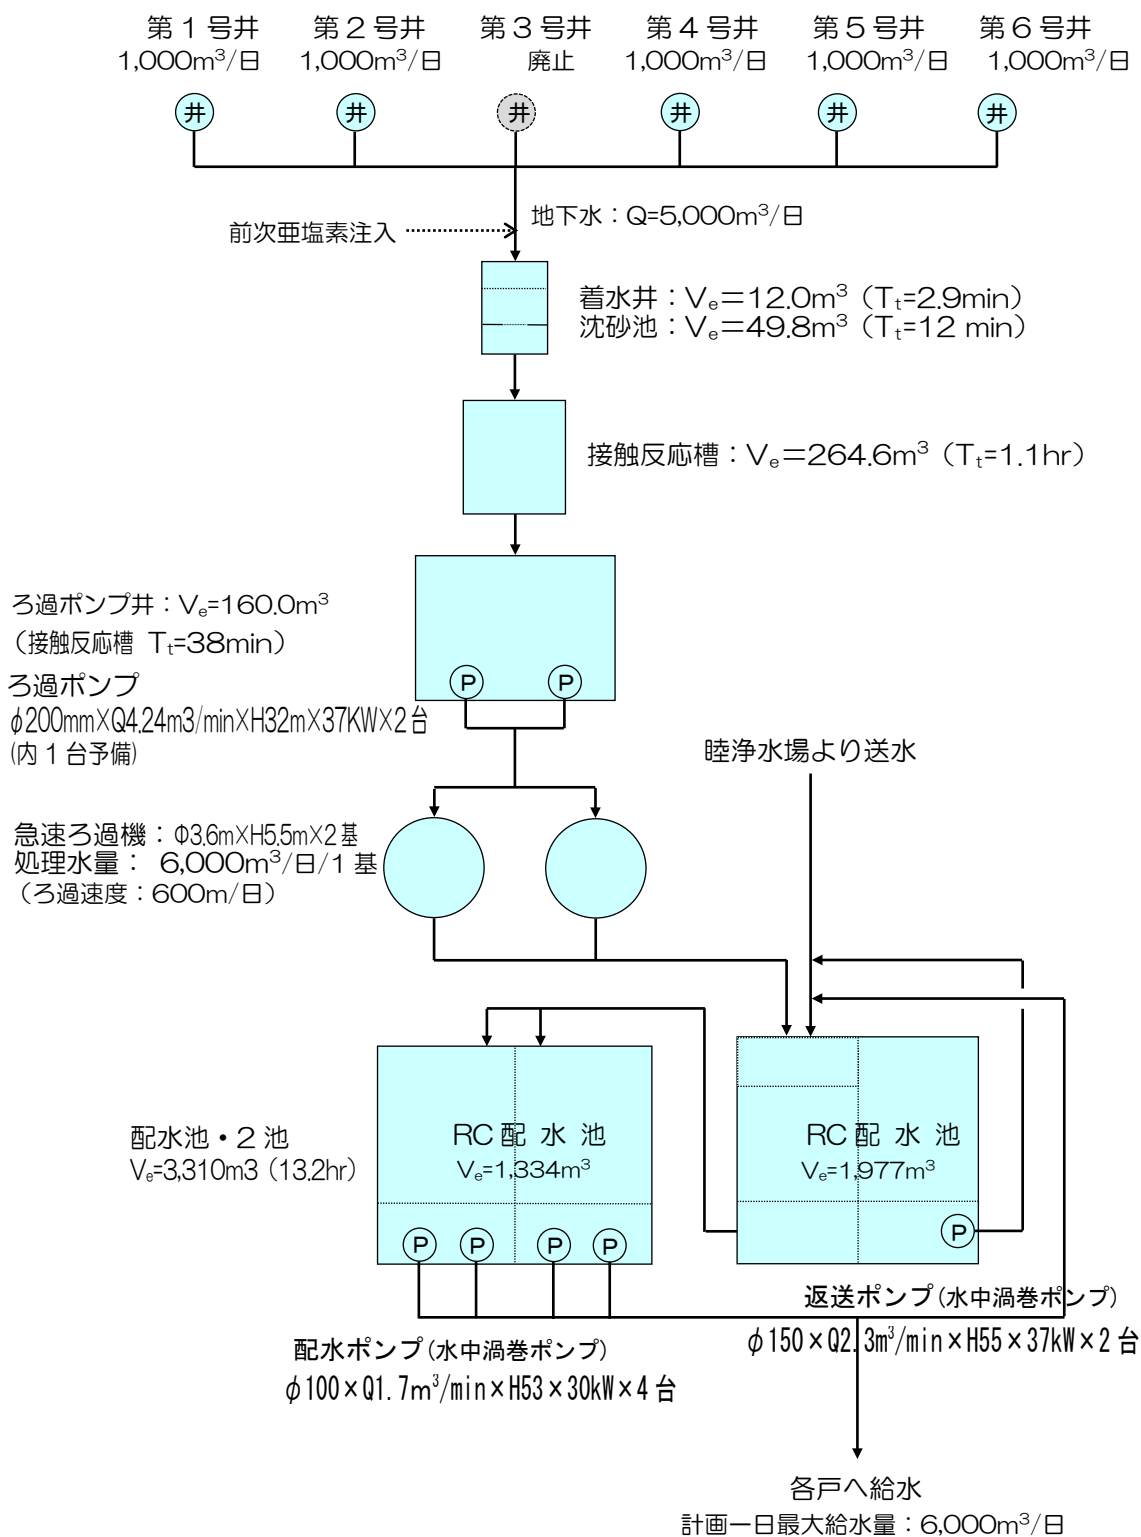 第１号井
1,000m³/日
第２号井
1,000m³/日
第３号井
廃止
第４号井
1,000m³/日
第５号井
1,000m³/日
第６号井
1,000m³/日
井
井
井
井
井
井
地下水：Q=5,000m³/日
前次亜塩素注入
着水井：Vₑ＝12.0m³（Tₜ=2.9min）
沈砂池：Vₑ＝49.8m³（Tₜ=12 min）
接触反応槽：Vₑ＝264.6m³（Tₜ=1.1hr）
ろ過ポンプ井：Vₑ=160.0m³
（接触反応槽 Tₜ=38min）
P
P
ろ過ポンプ
φ200mm×Q4.24m3/min×H32m×37KW×2台
(内１台予備)
睦浄水場より送水
急速ろ過機：Φ3.6m×H5.5m×2基
処理水量： 6,000m³/日/1基
（ろ過速度：600m/日）
配水池・２池
Vₑ=3,310m3（13.2hr）
RC配 水 池
Vₑ=1,334m³
RC配 水 池
Vₑ=1,977m³
P
P
P
P
P
返送ポンプ(水中渦巻ポンプ)
φ150×Q2.3m³/min×H55×37kW×2台
配水ポンプ(水中渦巻ポンプ)
φ100×Q1.7m³/min×H53×30kW×4台
各戸へ給水
計画一日最大給水量：6,000m³/日